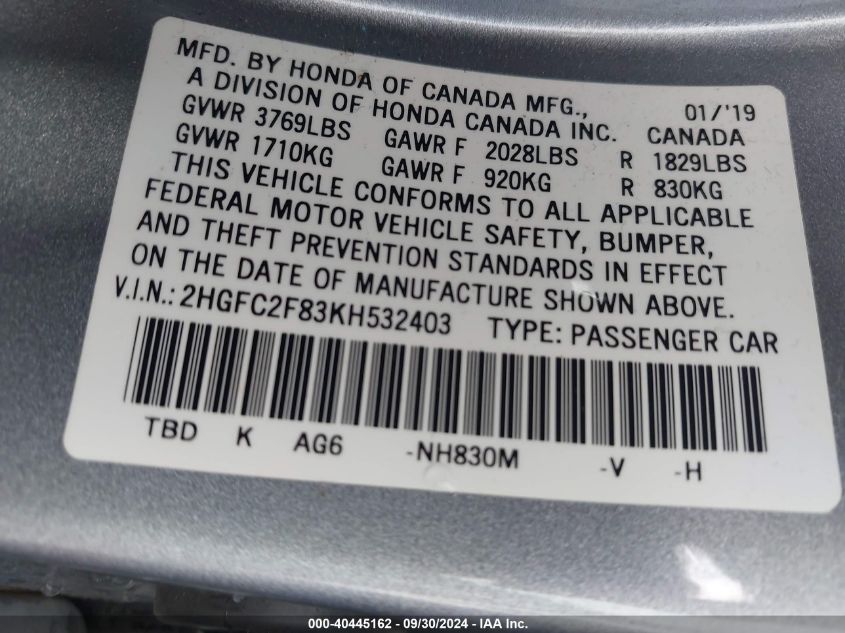 MFD. BY HONDA OF CANADA MFG., 01/'19
A DIVISION OF HONDA CANADA INC. CANADA
GVWR 3769LBS GAWR F 2028LBS R 1829LBS
GVWR 1710KG GAWR F 920KG R 830KG
THIS VEHICLE CONFORMS TO ALL APPLICABLE
FEDERAL MOTOR VEHICLE SAFETY, BUMPER,
AND THEFT PREVENTION STANDARDS IN EFFECT
ON THE DATE OF MANUFACTURE SHOWN ABOVE.
V.I.N.: 2HGFC2F83KH532403 TYPE: PASSENGER CAR
TBD K AG6 -NH830M -V -H
000-40445162 - 09/30/2024 - IAA Inc.